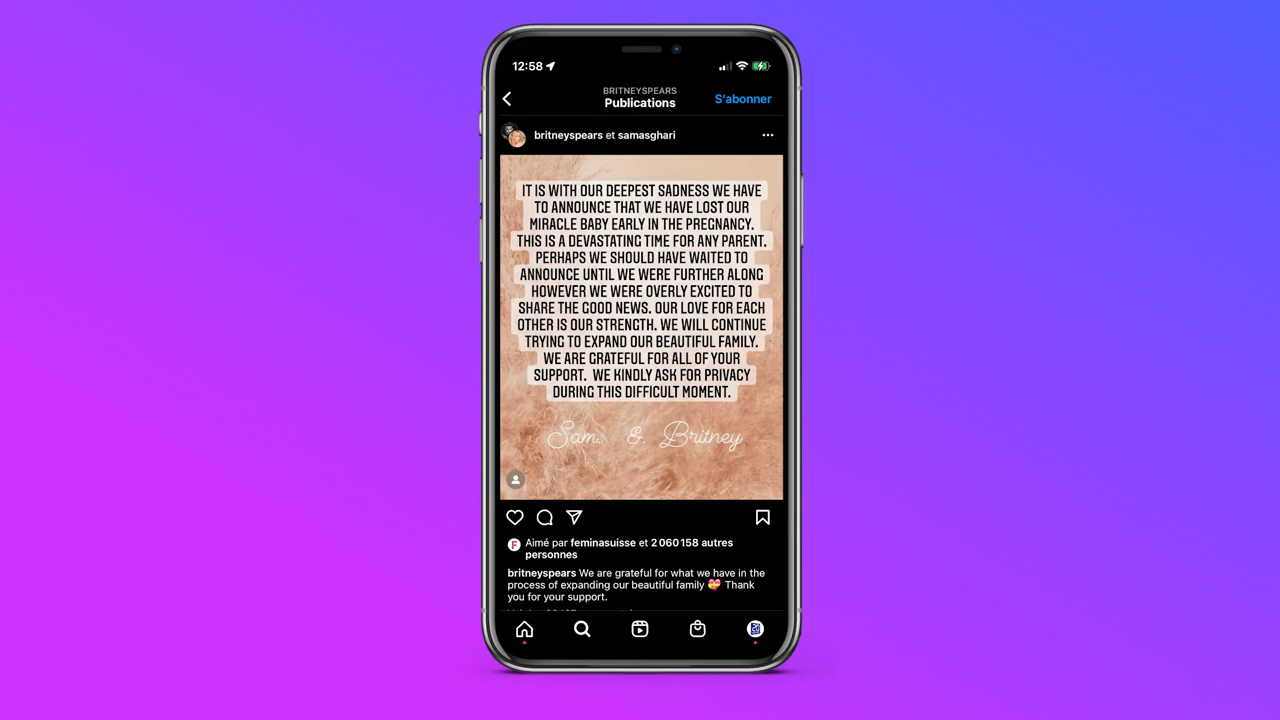 12:58
BRITNEYSPEARS
Publications
S'abonner
britneyspears et samasghari
IT IS WITH OUR DEEPEST SADNESS WE HAVE
TO ANNOUNCE THAT WE HAVE LOST OUR
MIRACLE BABY EARLY IN THE PREGNANCY.
THIS IS A DEVASTATING TIME FOR ANY PARENT.
PERHAPS WE SHOULD HAVE WAITED TO
ANNOUNCE UNTIL WE WERE FURTHER ALONG
HOWEVER WE WERE OVERLY EXCITED TO
SHARE THE GOOD NEWS. OUR LOVE FOR EACH
OTHER IS OUR STRENGTH. WE WILL CONTINUE
TRYING TO EXPAND OUR BEAUTIFUL FAMILY.
WE ARE GRATEFUL FOR ALL OF YOUR
SUPPORT. WE KINDLY ASK FOR PRIVACY
DURING THIS DIFFICULT MOMENT.
Sam. &. Britney
F
Aimé par feminasuisse et 2 060 158 autres
personnes
britneyspears We are grateful for what we have in the
process of expanding our beautiful family 💝 Thank
you for your support.